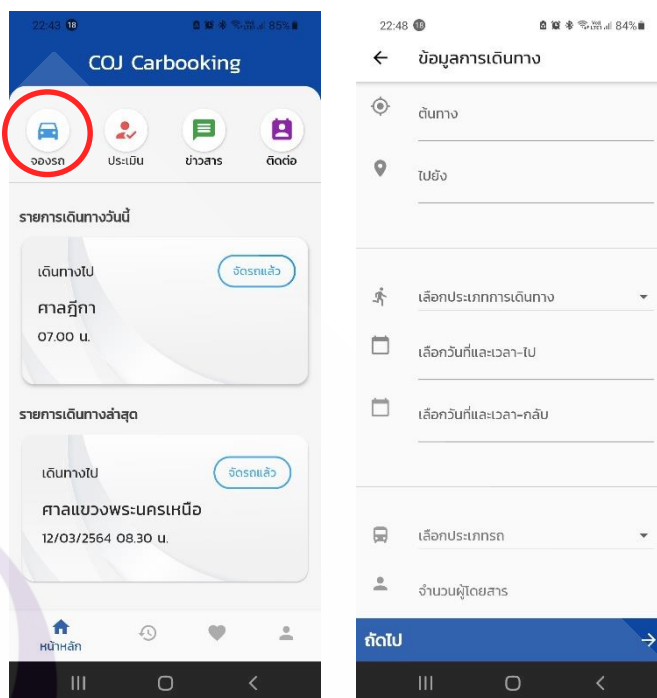 22:43 18
85%
COJ Carbooking
จองรถ
ประเมิน
ข่าวสาร
ติดต่อ
รายการเดินทางวันนี้
เดินทางไป
จัดรถแล้ว
ศาลฎีกา
07.00 น.
รายการเดินทางล่าสุด
เดินทางไป
จัดรถแล้ว
ศาลแขวงพระนครเหนือ
12/03/2564 08.30 น.
หน้าหลัก
22:48 18
84%
ข้อมูลการเดินทาง
ต้นทาง
ไปยัง
เลือกประเภทการเดินทาง
เลือกวันที่และเวลา-ไป
เลือกวันที่และเวลา-กลับ
เลือกประเภทรถ
จำนวนผู้โดยสาร
ถัดไป